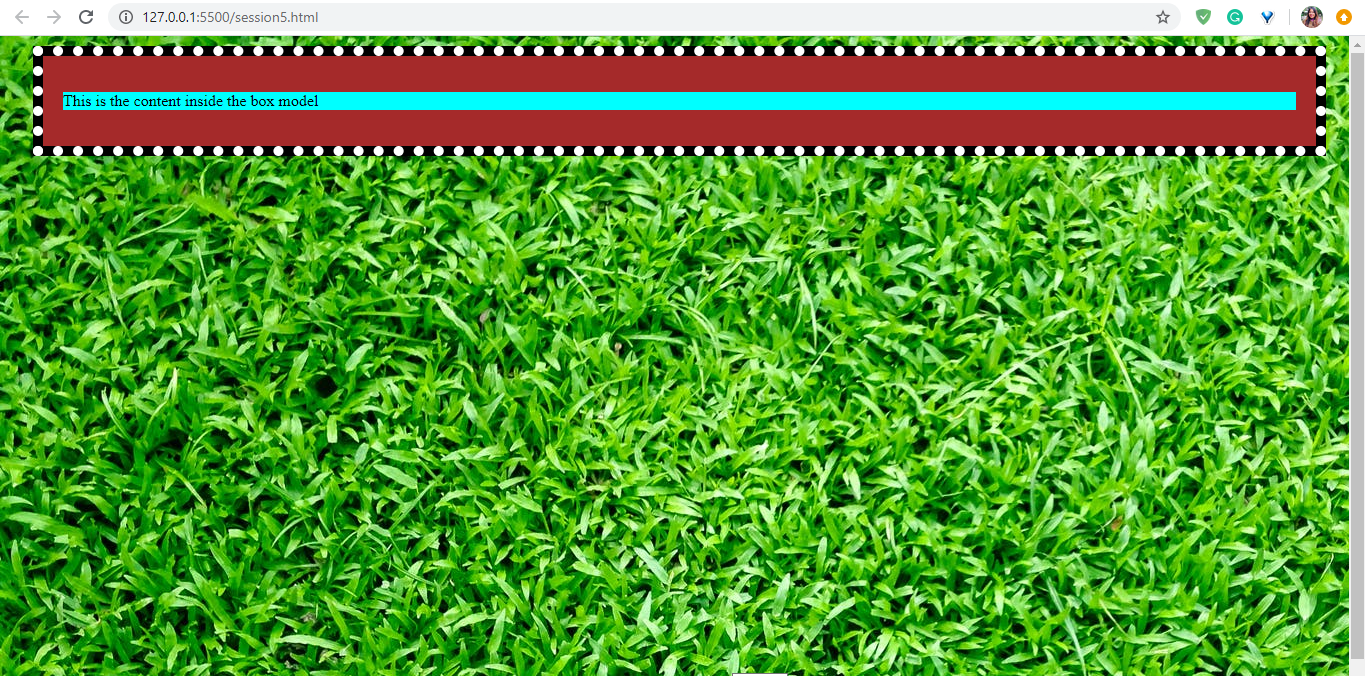 127.0.0.1:5500/session5.html
This is the content inside the box model